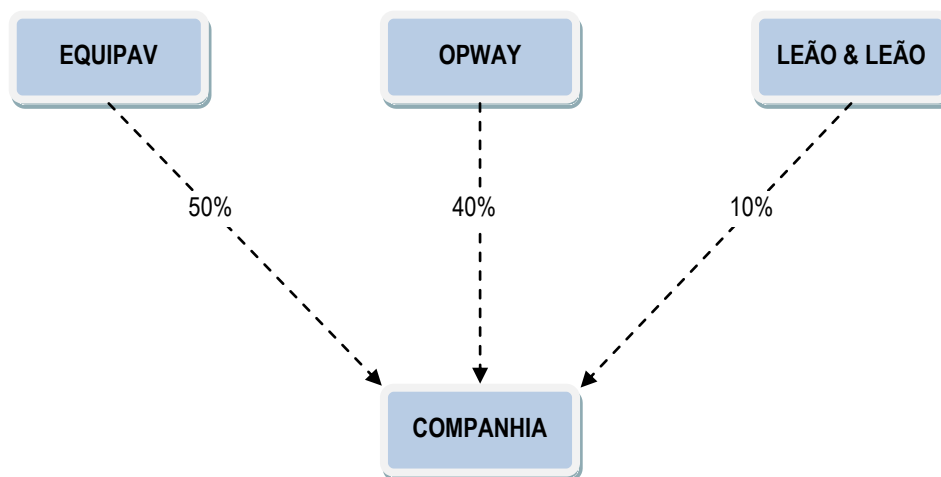 EQUIPAV
OPWAY
LEÃO & LEÃO
50%
40%
10%
COMPANHIA